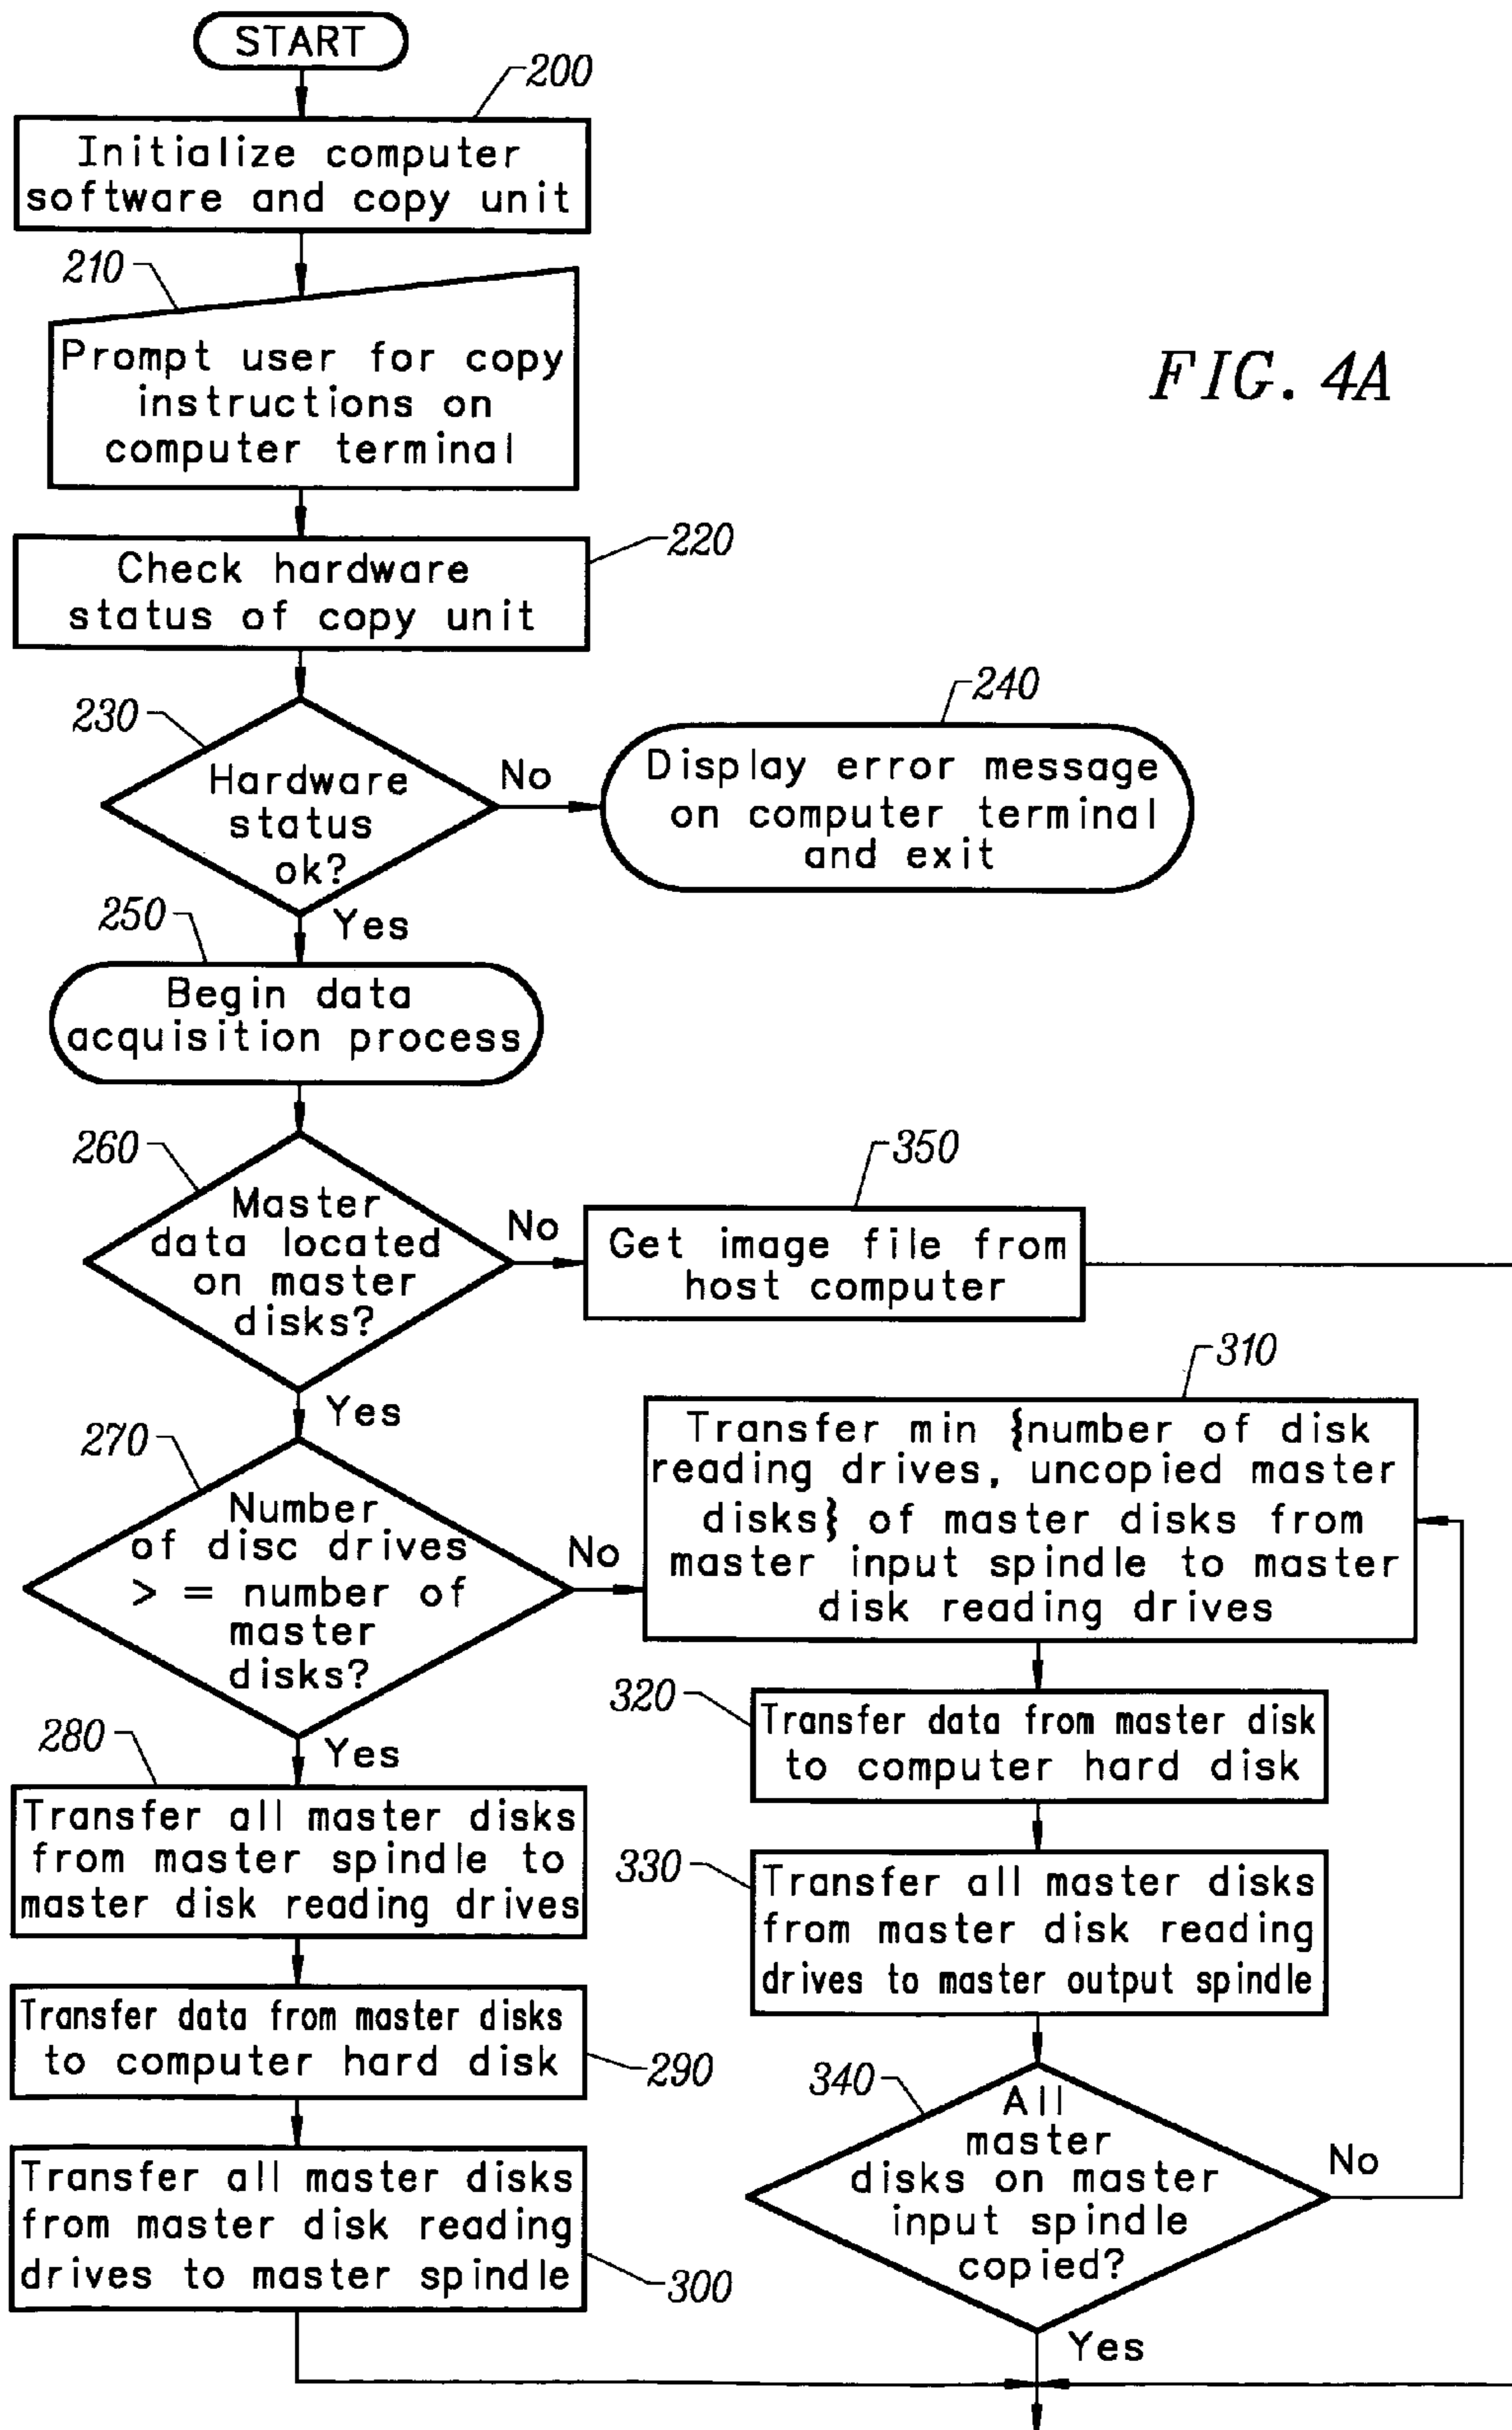 START
200
Initialize computer
software and copy unit
210
Prompt user for copy
instructions on
computer terminal
FIG. 4A
220
Check hardware
status of copy unit
230
Hardware
status
ok?
No
240
Display error message
on computer terminal
and exit
Yes
250
Begin data
acquisition process
260
Master
data located
on master
disks?
No
350
Get image file from
host computer
Yes
270
Number
of disc drives
> = number of
master
disks?
No
310
Transfer min {number of disk
reading drives, uncopied master
disks} of master disks from
master input spindle to master
disk reading drives
320
Transfer data from master disk
to computer hard disk
330
Transfer all master disks
from master disk reading
drives to master output spindle
340
All
master
disks on master
input spindle
copied?
No
Yes
Yes
280
Transfer all master disks
from master spindle to
master disk reading drives
Transfer data from master disks
to computer hard disk
290
Transfer all master disks
from master disk reading
drives to master spindle
300